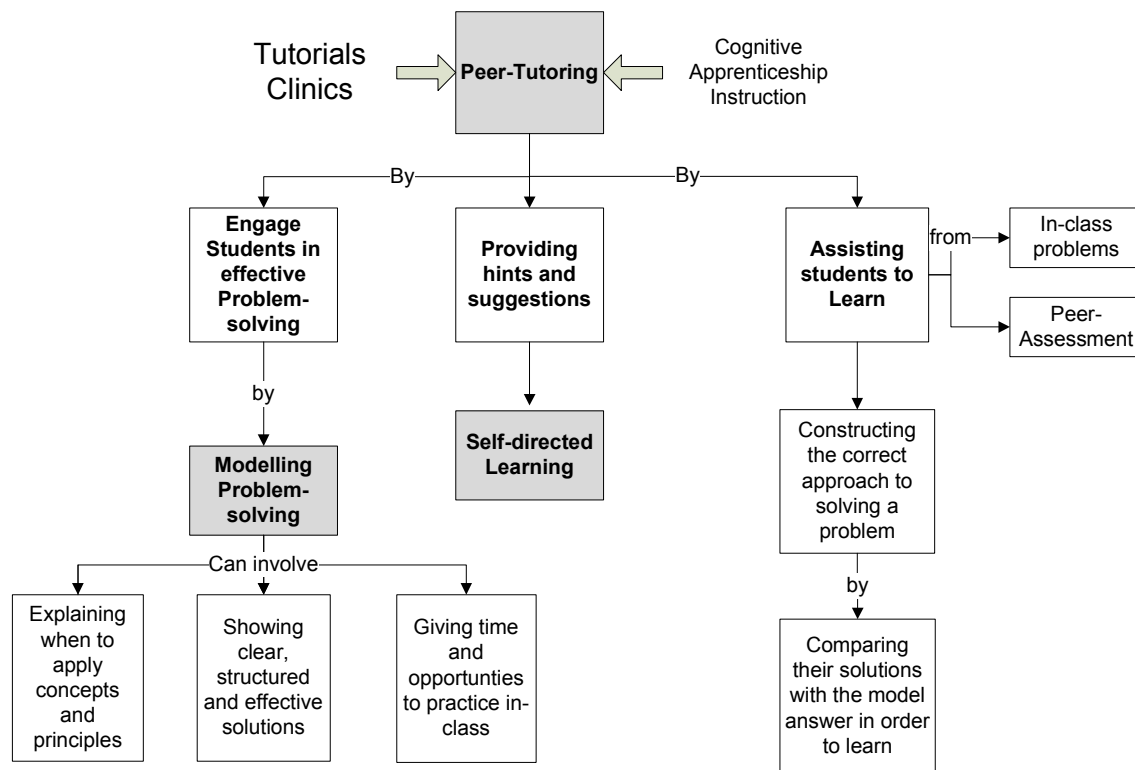 Tutorials
Clinics
Peer-Tutoring
Cognitive
Apprenticeship
Instruction
By
By
Engage
Students in
effective
Problem-
solving
Providing
hints and
suggestions
Assisting
students to
Learn
from
In-class
problems
Peer-
Assessment
by
Modelling
Problem-
solving
Self-directed
Learning
Constructing
the correct
approach to
solving a
problem
Can involve
by
Explaining
when to
apply
concepts
and
principles
Showing
clear,
structured
and effective
solutions
Giving time
and
opportunties
to practice in-
class
Comparing
their solutions
with the model
answer in order
to learn